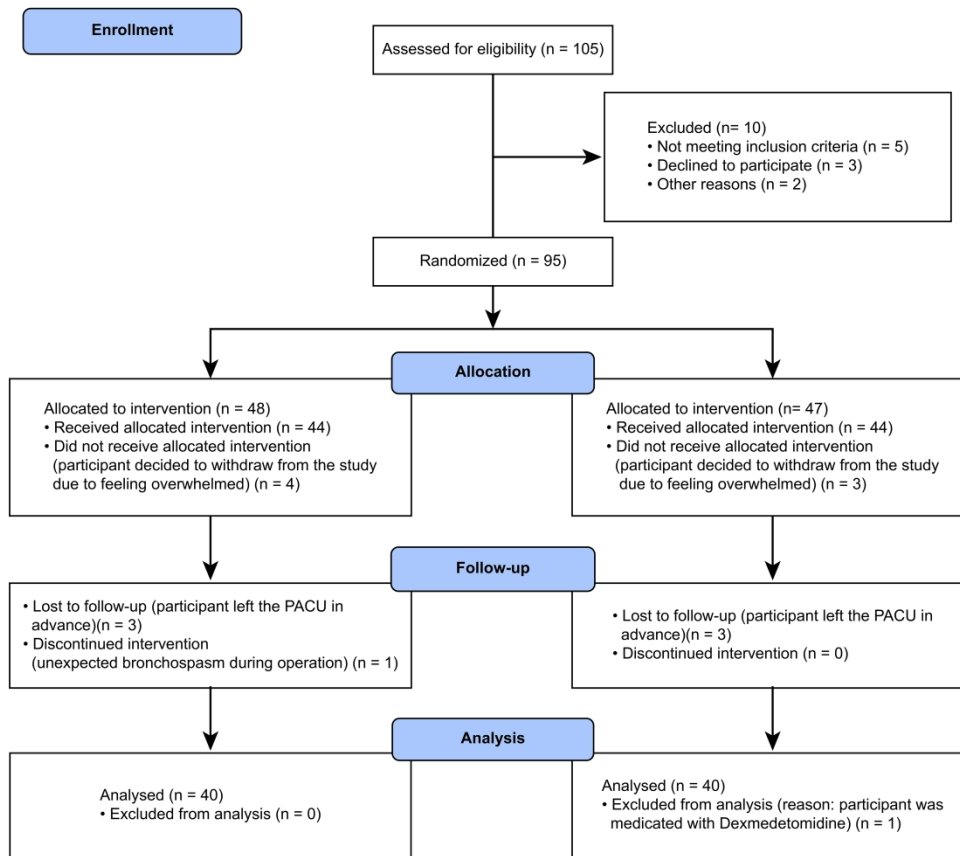 Enrollment
Assessed for eligibility (n = 105)
Excluded (n= 10)
• Not meeting inclusion criteria (n = 5)
• Declined to participate (n = 3)
• Other reasons (n = 2)
Randomized (n = 95)
Allocation
Allocated to intervention (n = 48)
• Received allocated intervention (n = 44)
• Did not receive allocated intervention
(participant decided to withdraw from the study
due to feeling overwhelmed) (n = 4)
Allocated to intervention (n= 47)
• Received allocated intervention (n = 44)
• Did not receive allocated intervention
(participant decided to withdraw from the study
due to feeling overwhelmed) (n = 3)
Follow-up
• Lost to follow-up (participant left the PACU in
advance)(n = 3)
• Discontinued intervention
(unexpected bronchospasm during operation) (n = 1)
• Lost to follow-up (participant left the PACU in
advance)(n = 3)
• Discontinued intervention (n = 0)
Analysis
Analysed (n = 40)
• Excluded from analysis (n = 0)
Analysed (n = 40)
• Excluded from analysis (reason: participant was
medicated with Dexmedetomidine) (n = 1)